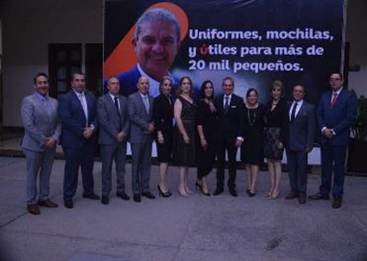 Uniformes, mochilas,
y útiles para más de
20 mil pequeños.